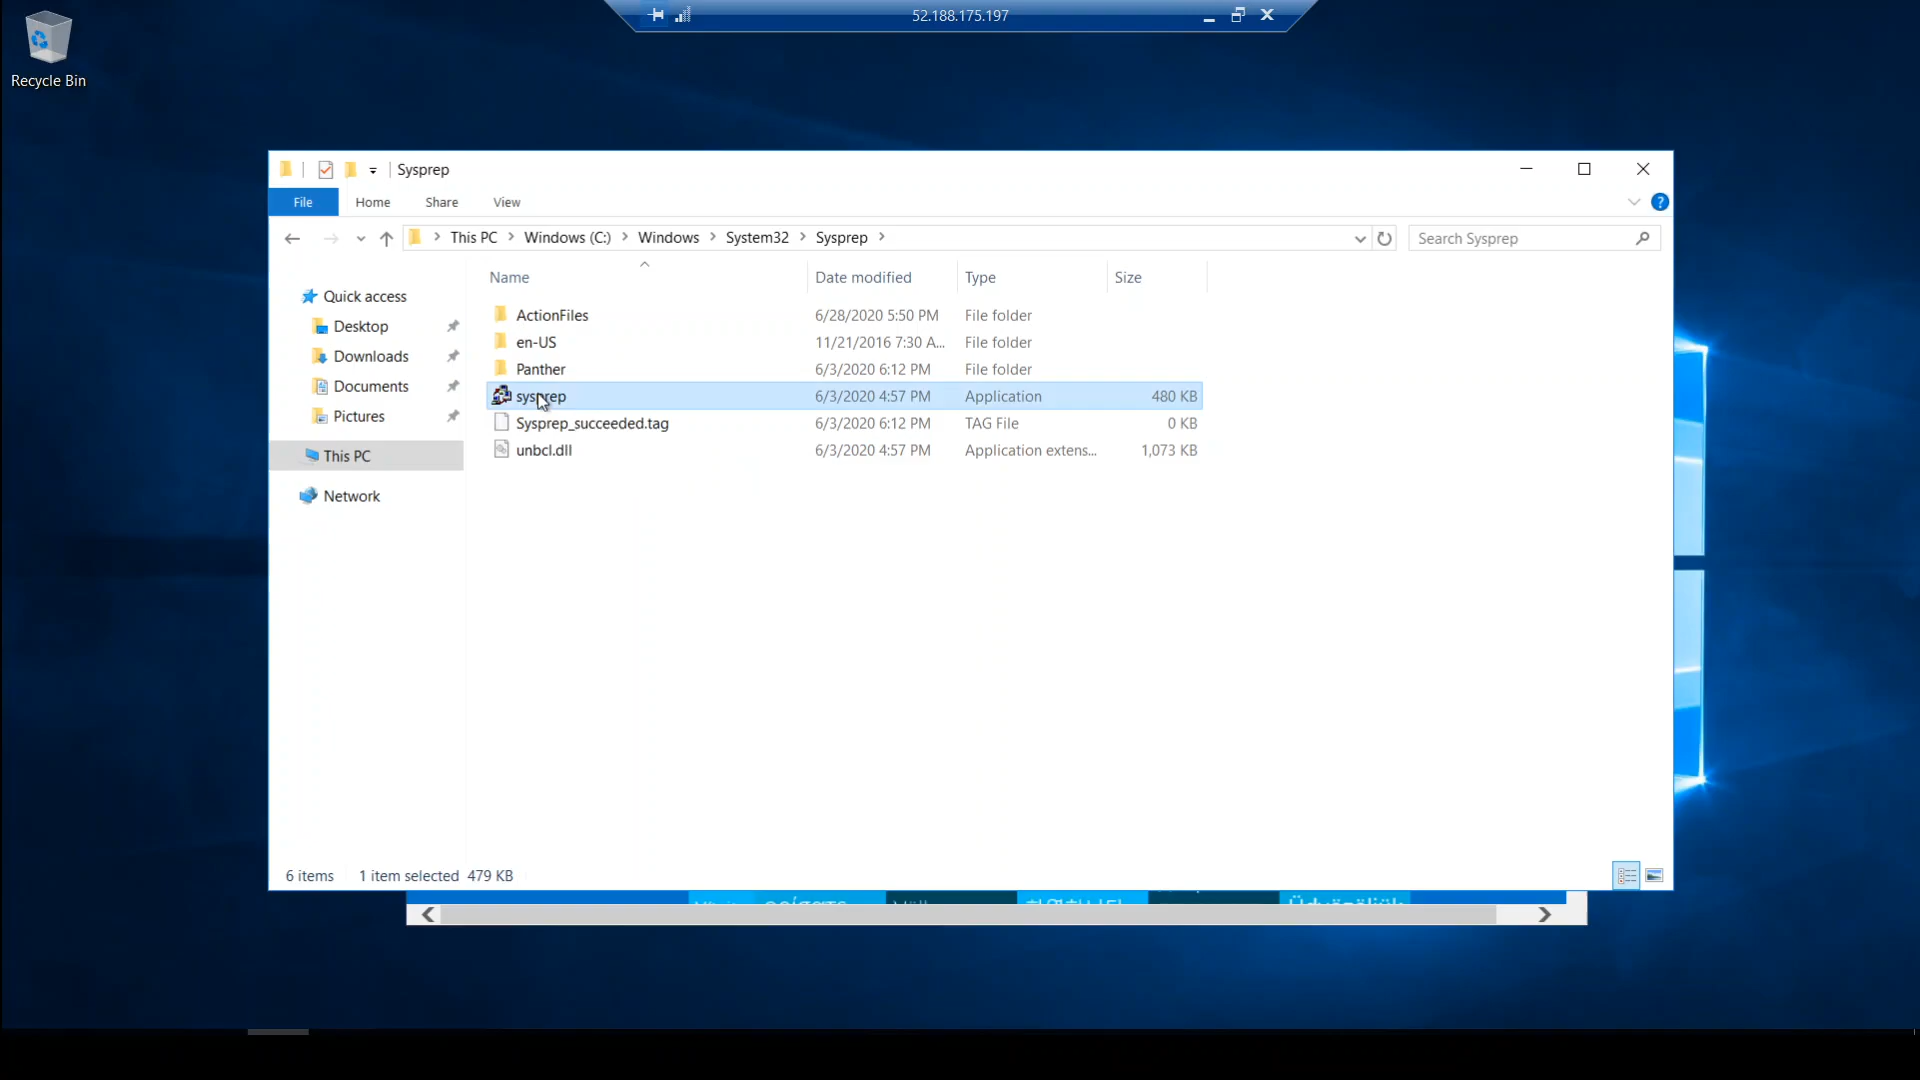 52.188.175.197
Recycle Bin
Sysprep
File Home Share View
This PC Windows (C:) Windows System32 Sysprep
Search Sysprep
Name Date modified Type Size
Quick access
Desktop
Downloads
Documents
Pictures
This PC
Network
ActionFiles 6/28/2020 5:50 PM File folder
en-US 11/21/2016 7:30 A... File folder
Panther 6/3/2020 6:12 PM File folder
sysprep 6/3/2020 4:57 PM Application 480 KB
Sysprep_succeeded.tag 6/3/2020 6:12 PM TAG File 0 KB
unbcl.dll 6/3/2020 4:57 PM Application extens... 1,073 KB
6 items 1 item selected 479 KB